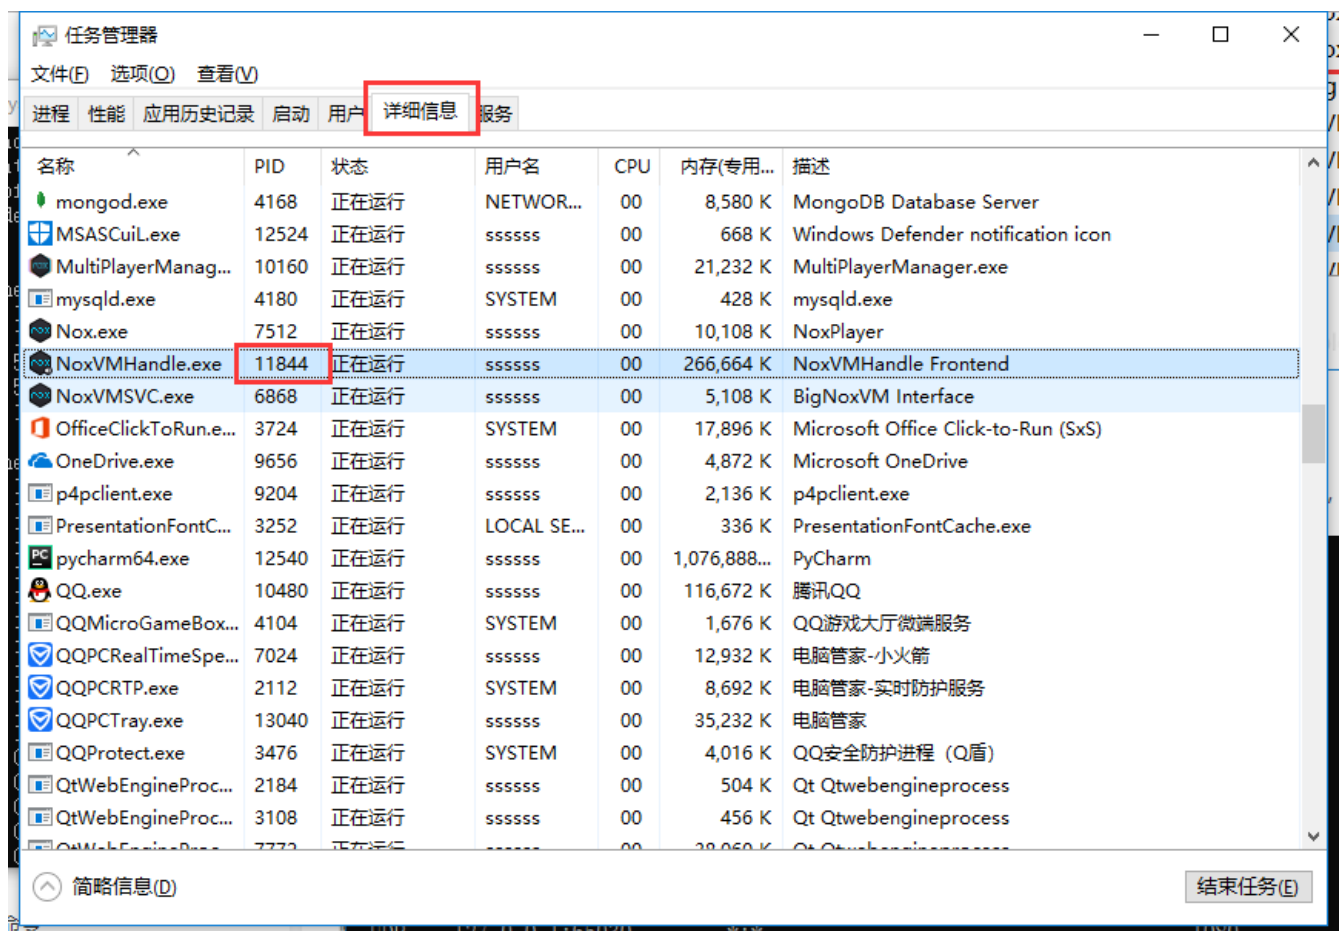 任务管理器
文件(F) 选项(O) 查看(V)
进程 性能 应用历史记录 启动 用户 详细信息 服务
名称 PID 状态 用户名 CPU 内存(专用... 描述
mongod.exe 4168 正在运行 NETWOR... 00 8,580 K MongoDB Database Server
MSASCuiL.exe 12524 正在运行 ssssss 00 668 K Windows Defender notification icon
MultiPlayerManag... 10160 正在运行 ssssss 00 21,232 K MultiPlayerManager.exe
mysqld.exe 4180 正在运行 SYSTEM 00 428 K mysqld.exe
Nox.exe 7512 正在运行 ssssss 00 10,108 K NoxPlayer
NoxVMHandle.exe 11844 正在运行 ssssss 00 266,664 K NoxVMHandle Frontend
NoxVMSVC.exe 6868 正在运行 ssssss 00 5,108 K BigNoxVM Interface
OfficeClickToRun.e... 3724 正在运行 SYSTEM 00 17,896 K Microsoft Office Click-to-Run (SxS)
OneDrive.exe 9656 正在运行 ssssss 00 4,872 K Microsoft OneDrive
p4pclient.exe 9204 正在运行 ssssss 00 2,136 K p4pclient.exe
PresentationFontC... 3252 正在运行 LOCAL SE... 00 336 K PresentationFontCache.exe
pycharm64.exe 12540 正在运行 ssssss 00 1,076,888... PyCharm
QQ.exe 10480 正在运行 ssssss 00 116,672 K 腾讯QQ
QQMicroGameBox... 4104 正在运行 SYSTEM 00 1,676 K QQ游戏大厅微端服务
QQPCRealTimeSpe... 7024 正在运行 ssssss 00 12,932 K 电脑管家-小火箭
QQPCRTP.exe 2112 正在运行 SYSTEM 00 8,692 K 电脑管家-实时防护服务
QQPCTray.exe 13040 正在运行 ssssss 00 35,232 K 电脑管家
QQProtect.exe 3476 正在运行 SYSTEM 00 4,016 K QQ安全防护进程（Q盾）
QtWebEngineProc... 2184 正在运行 ssssss 00 504 K Qt Qtwebengineprocess
QtWebEngineProc... 3108 正在运行 ssssss 00 456 K Qt Qtwebengineprocess
简略信息(D) 结束任务(E)